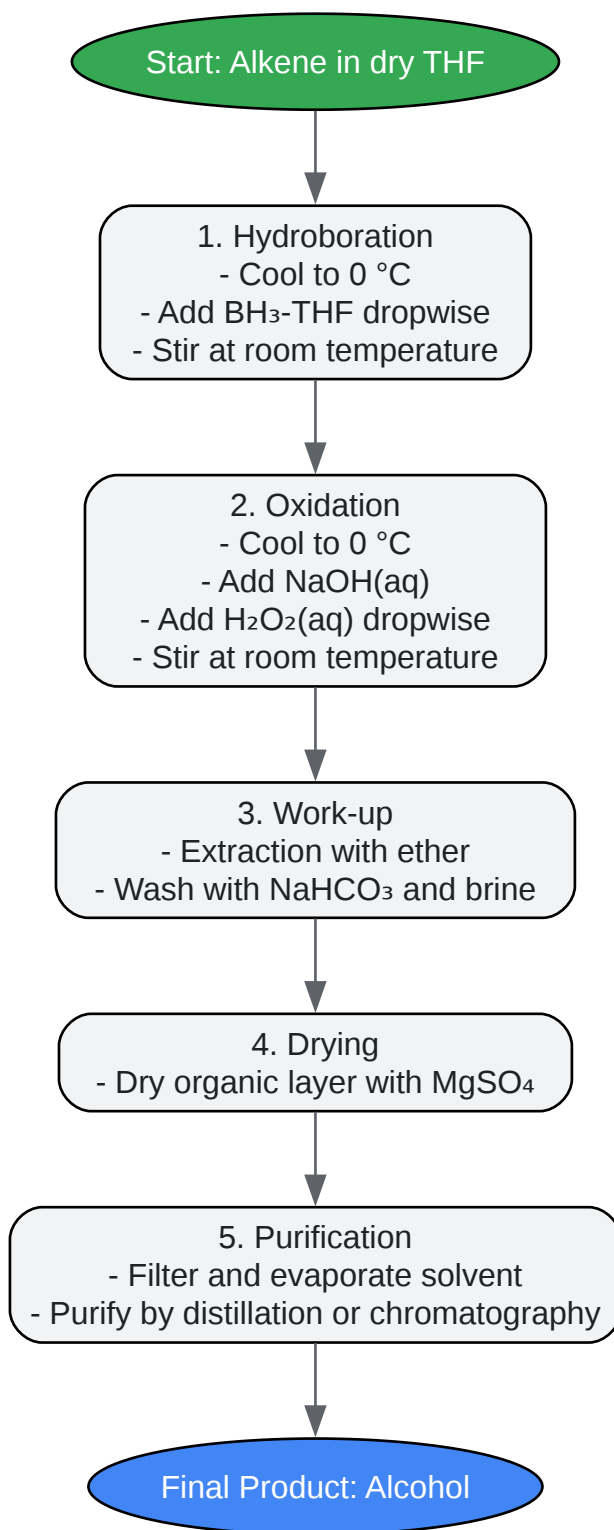 Start: Alkene in dry THF
1. Hydroboration
- Cool to 0 °C
- Add BH₃-THF dropwise
- Stir at room temperature
2. Oxidation
- Cool to 0 °C
- Add NaOH(aq)
- Add H₂O₂(aq) dropwise
- Stir at room temperature
3. Work-up
- Extraction with ether
- Wash with NaHCO₃ and brine
4. Drying
- Dry organic layer with MgSO₄
5. Purification
- Filter and evaporate solvent
- Purify by distillation or chromatography
Final Product: Alcohol